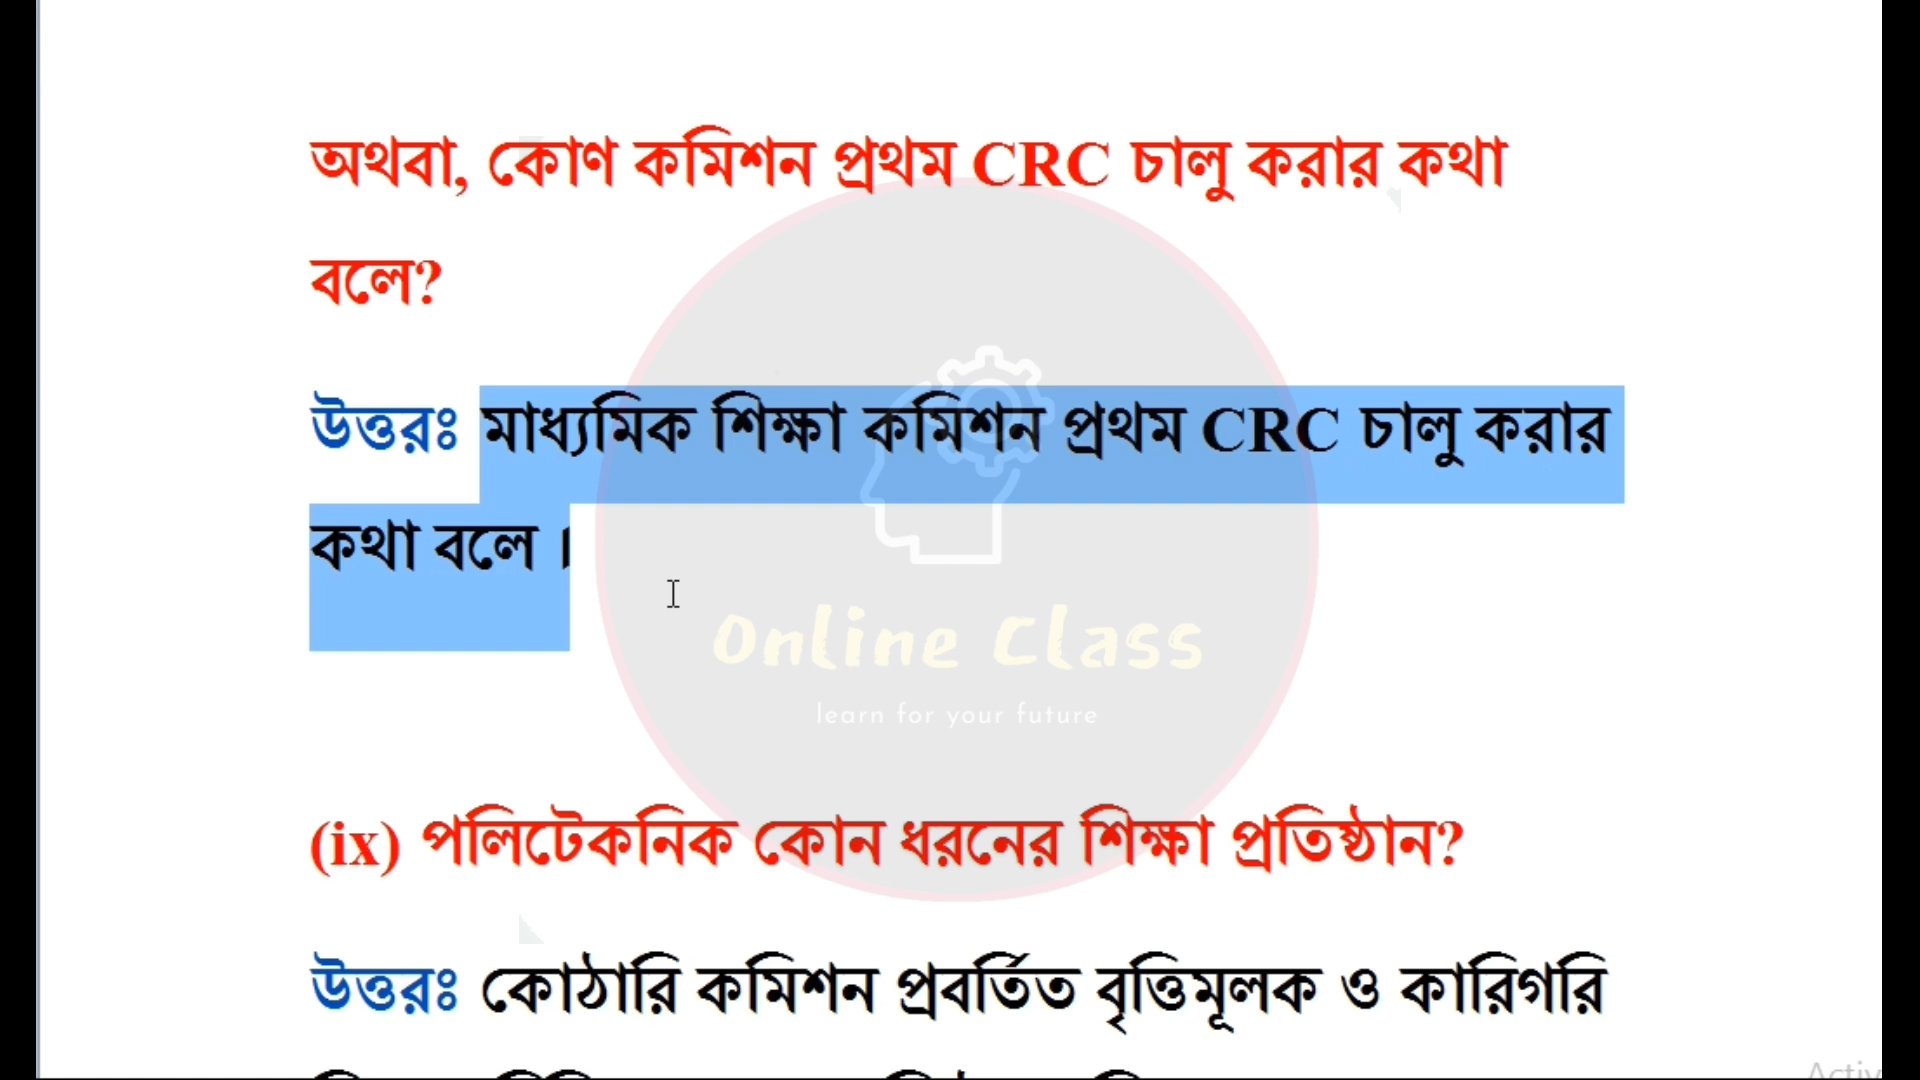 অথবা, কোণ কমিশন প্রথম CRC চালু করার কথা
বলে?
উত্তরঃ মাধ্যমিক শিক্ষা কমিশন প্রথম CRC চালু করার
কথা বলে ।
Online Class
learn for your future
(ix) পলিটেকনিক কোন ধরনের শিক্ষা প্রতিষ্ঠান?
উত্তরঃ কোঠারি কমিশন প্রবর্তিত বৃত্তিমূলক ও কারিগরি